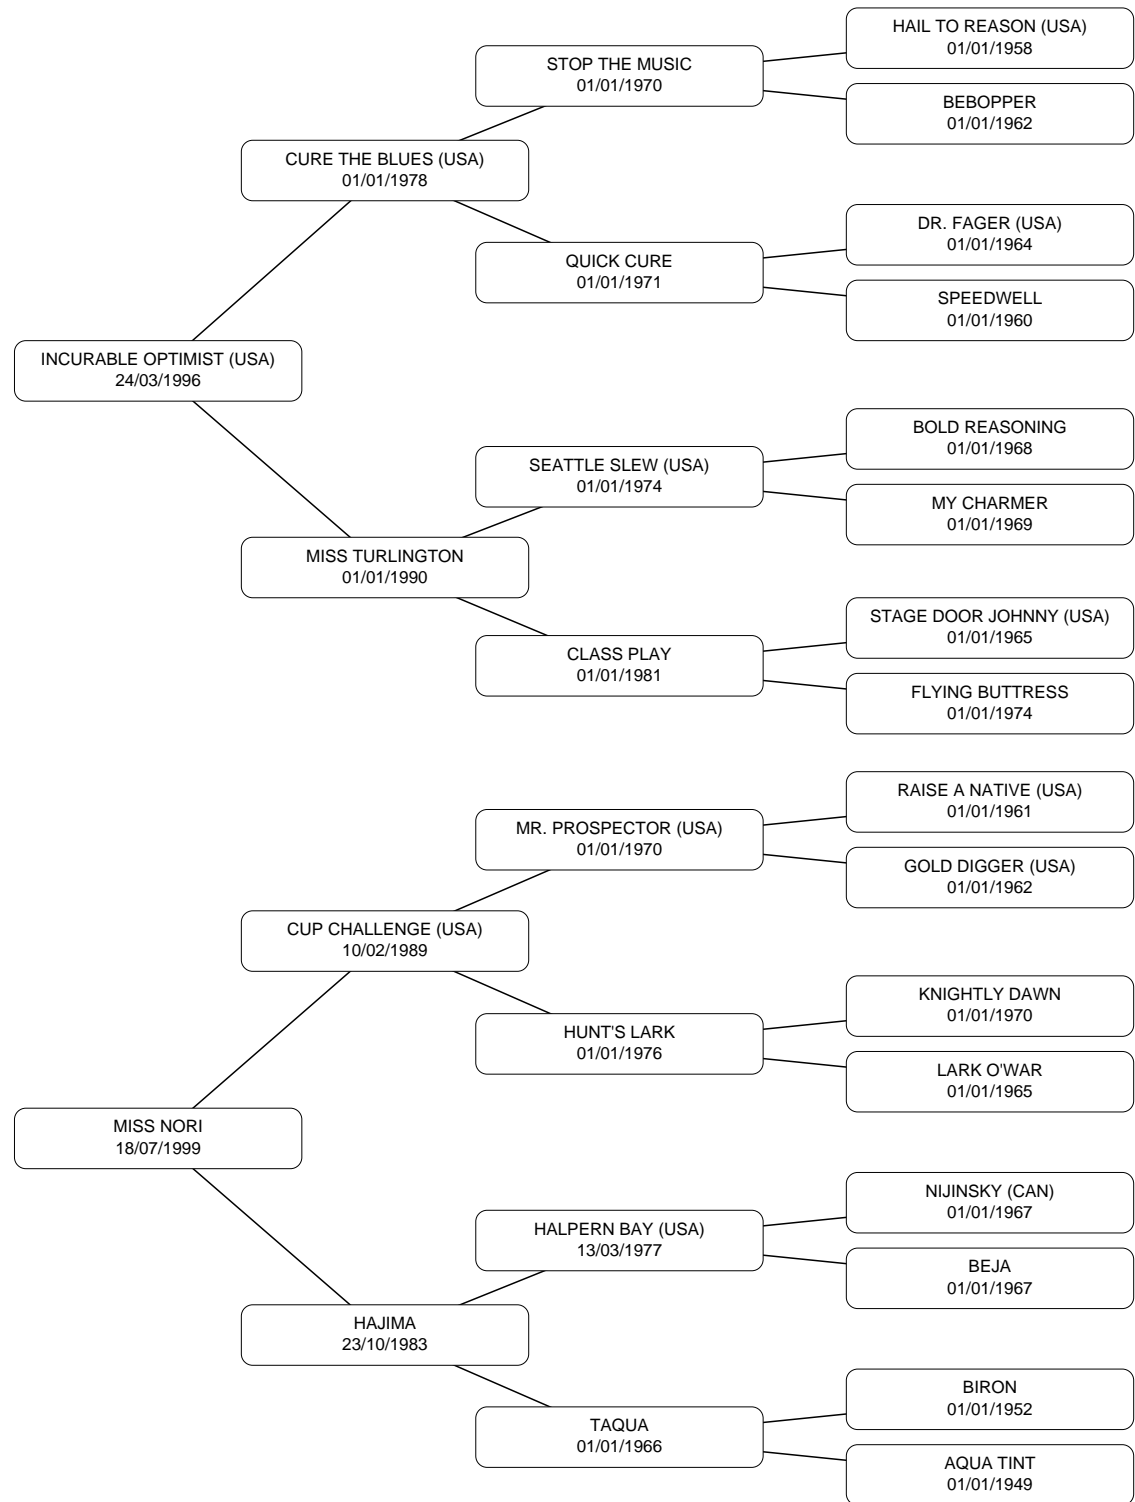 HAIL TO REASON (USA)
01/01/1958
STOP THE MUSIC
01/01/1970
BEBOPPER
01/01/1962
CURE THE BLUES (USA)
01/01/1978
DR. FAGER (USA)
01/01/1964
QUICK CURE
01/01/1971
SPEEDWELL
01/01/1960
INCURABLE OPTIMIST (USA)
24/03/1996
BOLD REASONING
01/01/1968
SEATTLE SLEW (USA)
01/01/1974
MY CHARMER
01/01/1969
MISS TURLINGTON
01/01/1990
STAGE DOOR JOHNNY (USA)
01/01/1965
CLASS PLAY
01/01/1981
FLYING BUTTRESS
01/01/1974
RAISE A NATIVE (USA)
01/01/1961
MR. PROSPECTOR (USA)
01/01/1970
GOLD DIGGER (USA)
01/01/1962
CUP CHALLENGE (USA)
10/02/1989
KNIGHTLY DAWN
01/01/1970
HUNT'S LARK
01/01/1976
LARK O'WAR
01/01/1965
MISS NORI
18/07/1999
NIJINSKY (CAN)
01/01/1967
HALPERN BAY (USA)
13/03/1977
BEJA
01/01/1967
HAJIMA
23/10/1983
BIRON
01/01/1952
TAQUA
01/01/1966
AQUA TINT
01/01/1949